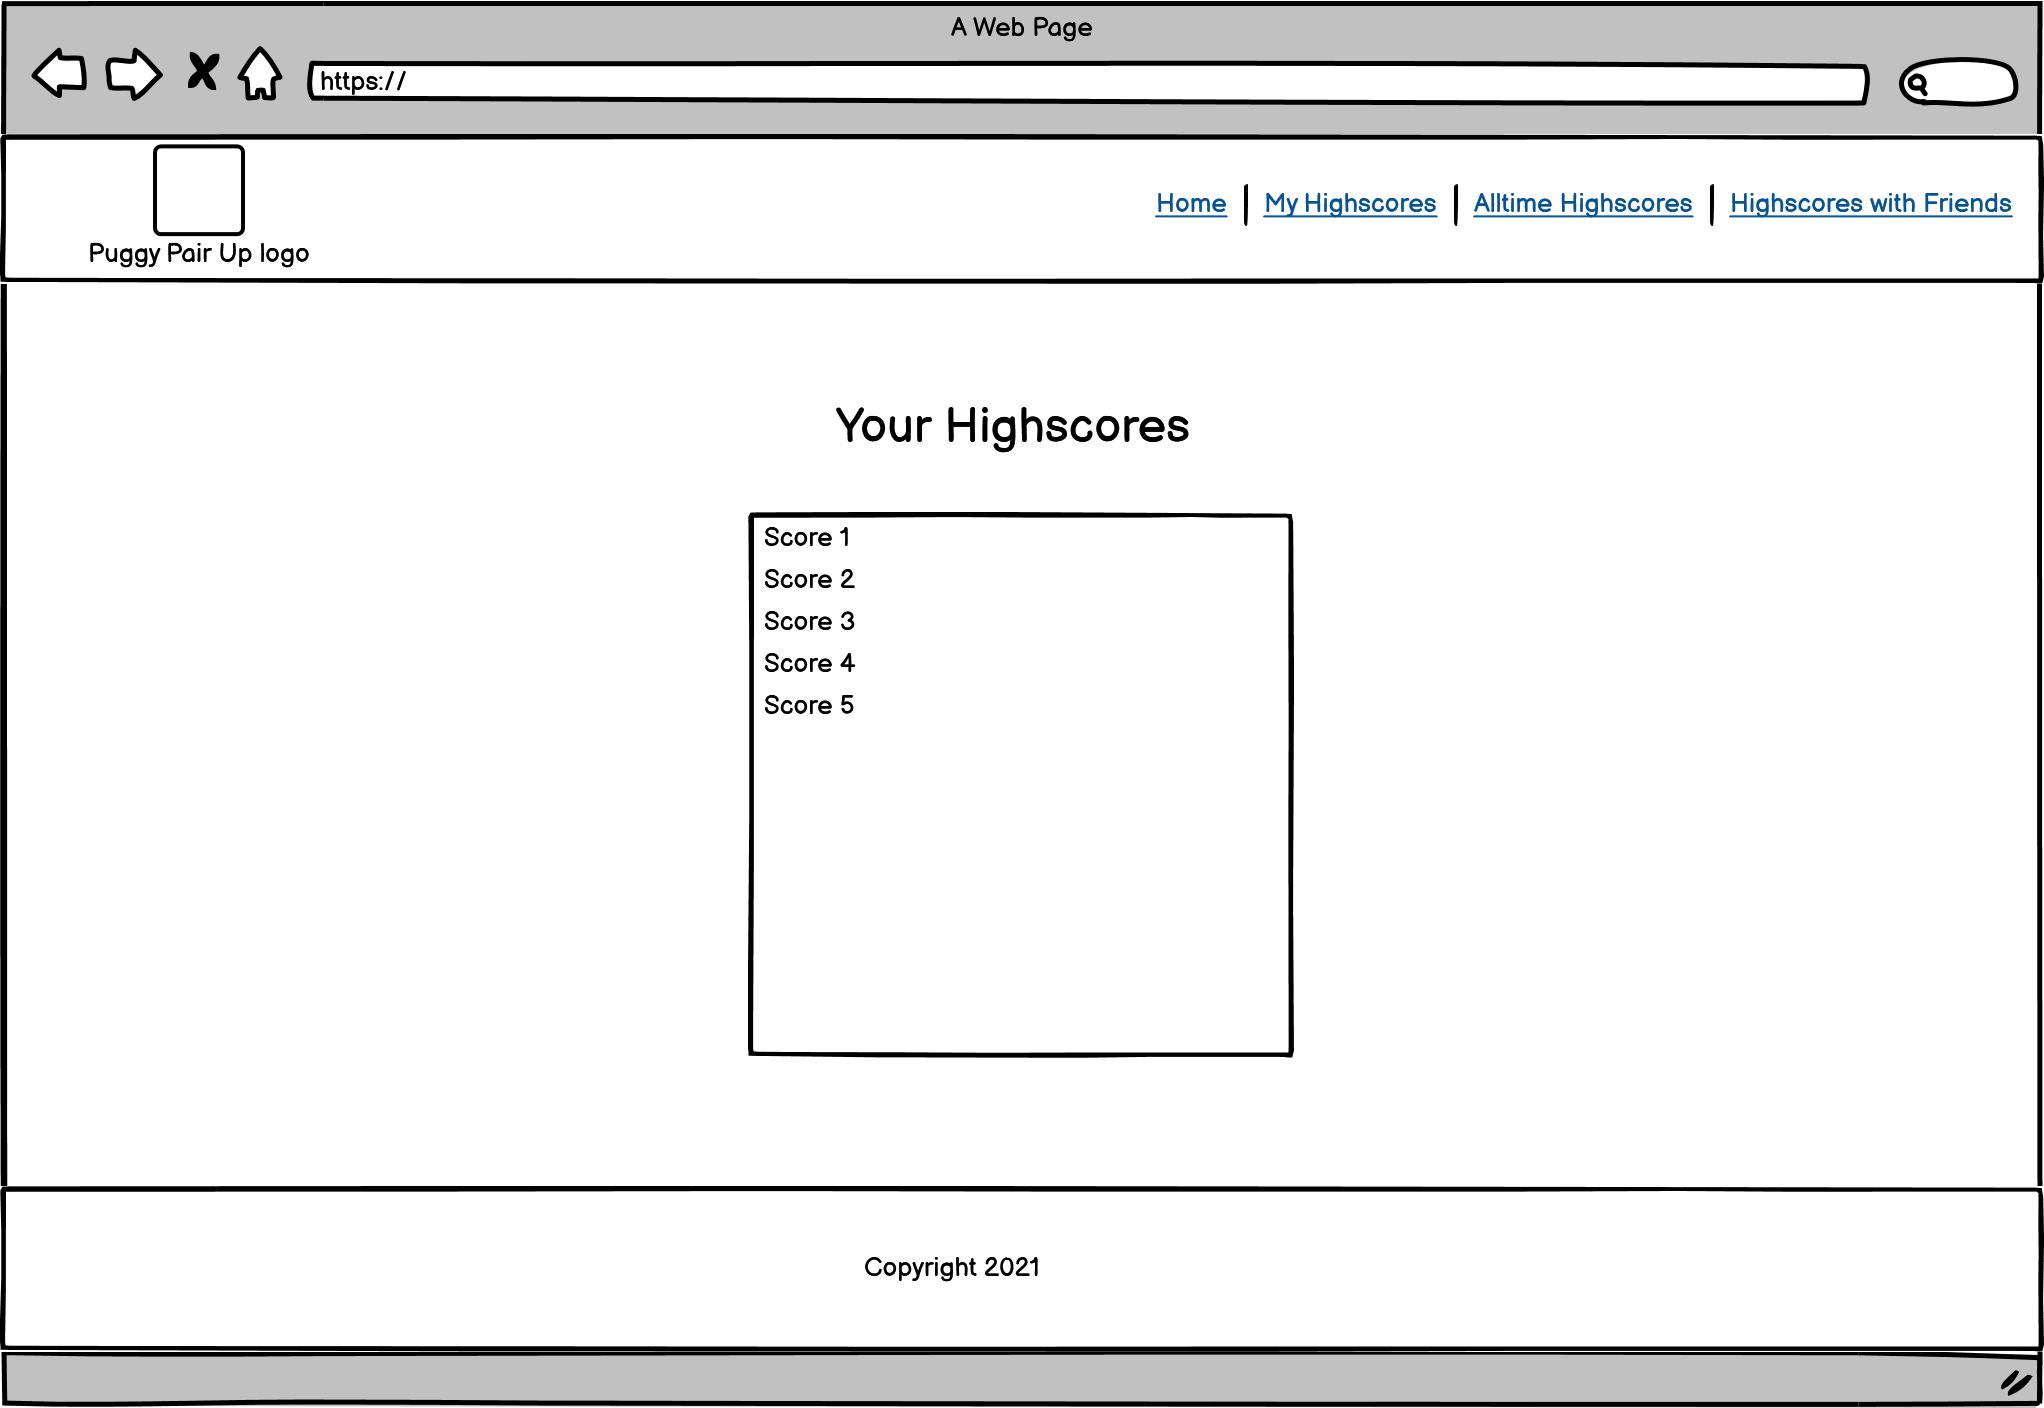 A Web Page
https://
Home
My Highscores
Alltime Highscores
Highscores with Friends
Puggy Pair Up logo
Your Highscores
Score 1
Score 2
Score 3
Score 4
Score 5
Copyright 2021